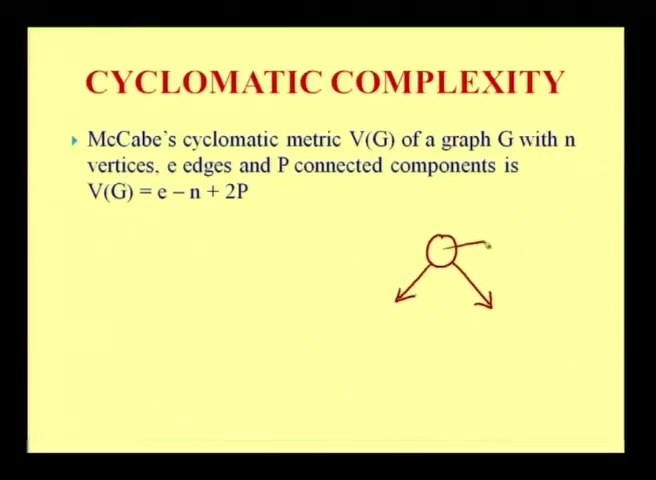 CYCLOMATIC COMPLEXITY
McCabe's cyclomatic metric V(G) of a graph G with n
vertices, e edges and P connected components is
V(G) = e – n + 2P